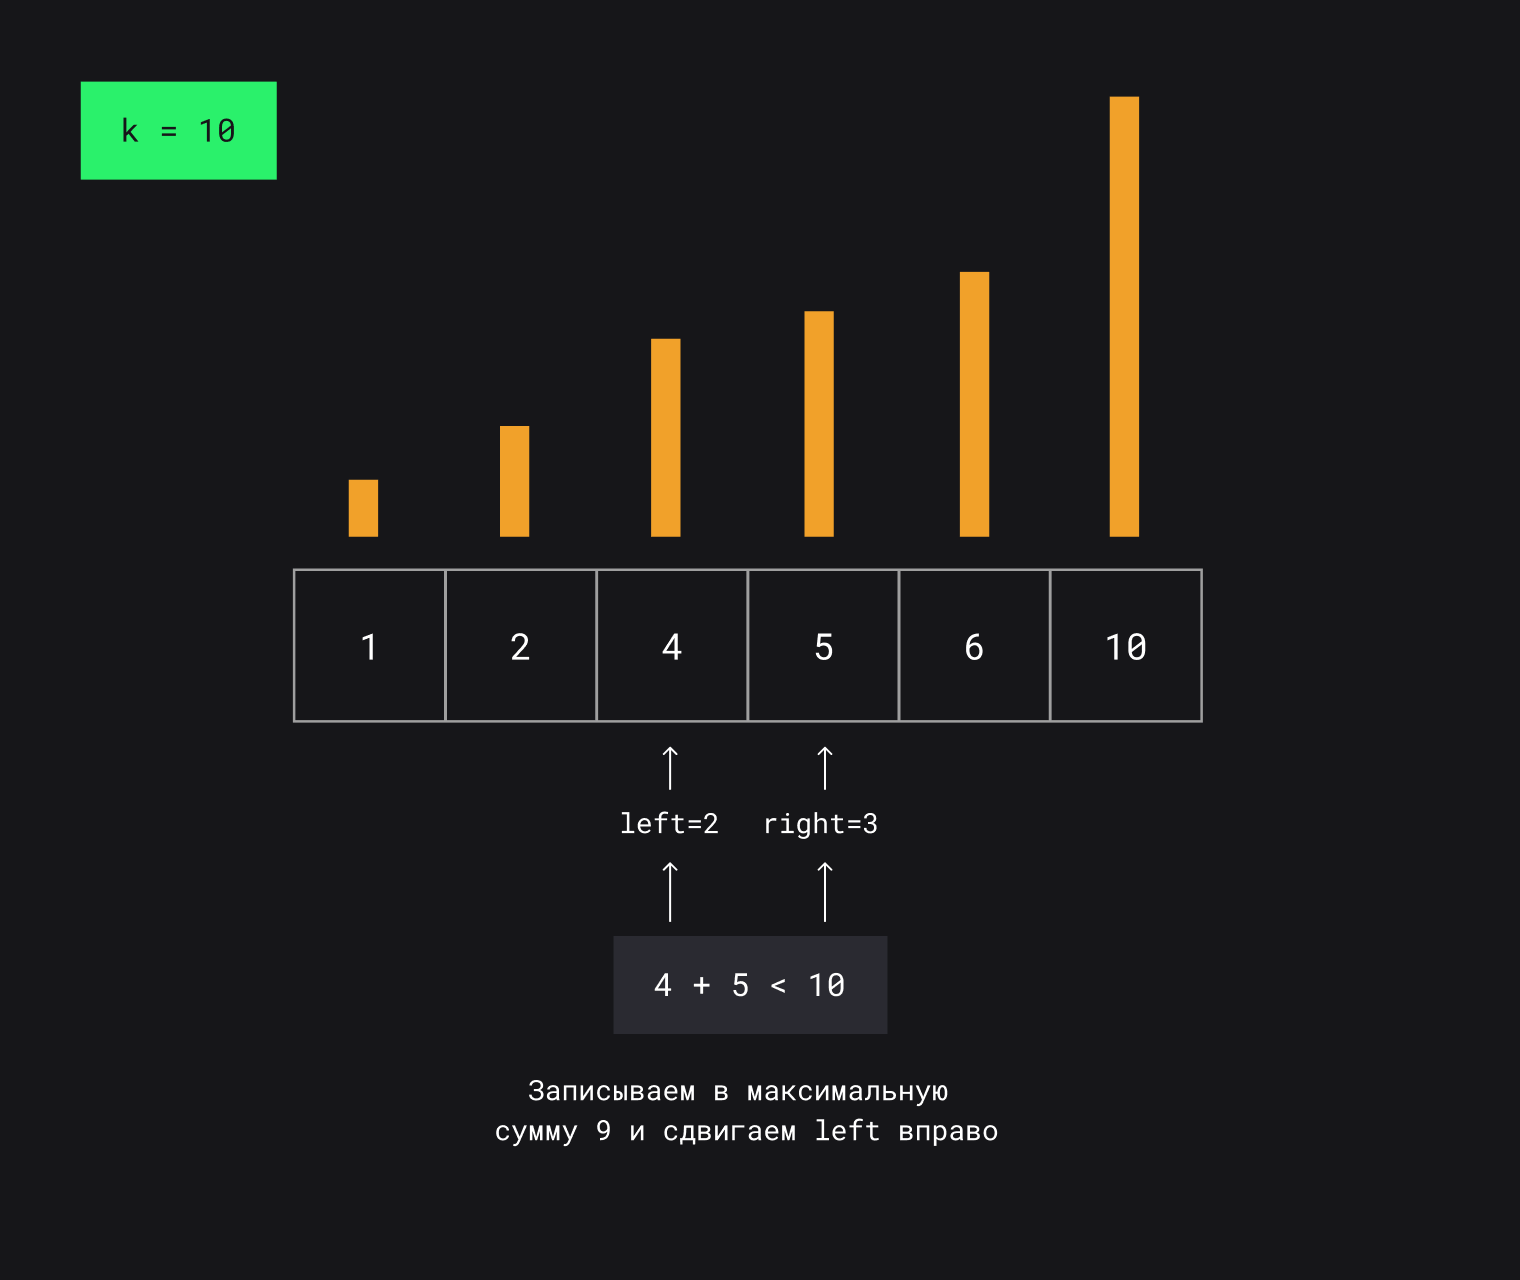 k = 10
1 2 4 5 6 10
left=2 right=3
4 + 5 < 10
Записываем в максимальную
сумму 9 и сдвигаем left вправо